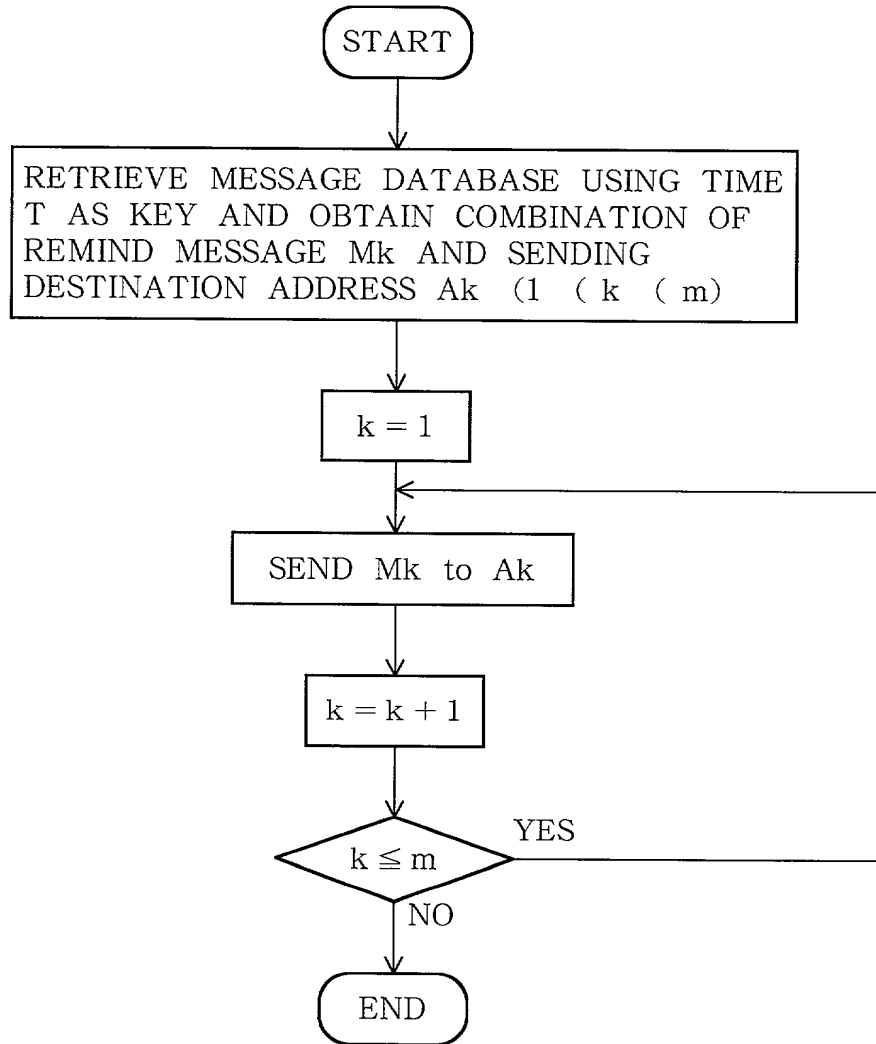 START
RETRIEVE MESSAGE DATABASE USING TIME
T AS KEY AND OBTAIN COMBINATION OF
REMIND MESSAGE Mk AND SENDING
DESTINATION ADDRESS Ak (1 ( k ( m)
k = 1
SEND Mk to Ak
k = k + 1
YES
k ≦ m
NO
END